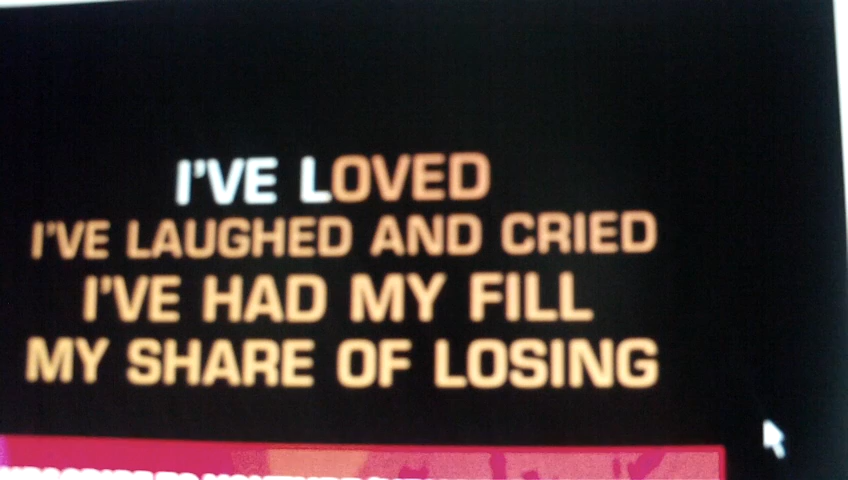 I'VE LOVED
I'VE LAUGHED AND CRIED
I'VE HAD MY FILL
MY SHARE OF LOSING